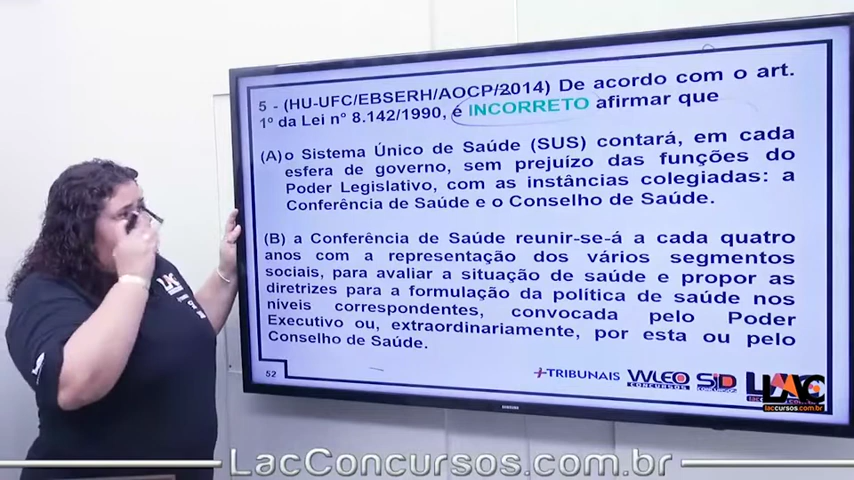 5 - (HU-UFC/EBSERH/AOCP/2014) De acordo com o art.
1º da Lei nº 8.142/1990, é INCORRETO afirmar que
(A) o Sistema Único de Saúde (SUS) contará, em cada
esfera de governo, sem prejuízo das funções do
Poder Legislativo, com as instâncias colegiadas: a
Conferência de Saúde e o Conselho de Saúde.
(B) a Conferência de Saúde reunir-se-á a cada quatro
anos com a representação dos vários segmentos
sociais, para avaliar a situação de saúde e propor as
diretrizes para a formulação da política de saúde nos
níveis correspondentes, convocada pelo Poder
Executivo ou, extraordinariamente, por esta ou pelo
Conselho de Saúde.
52
+TRIBUNAIS
WLEO
CONCURSOS
SJD
CONCURSOS
LAC
laccursos.com.br
SAMSUNG
LacConcursos.com.br